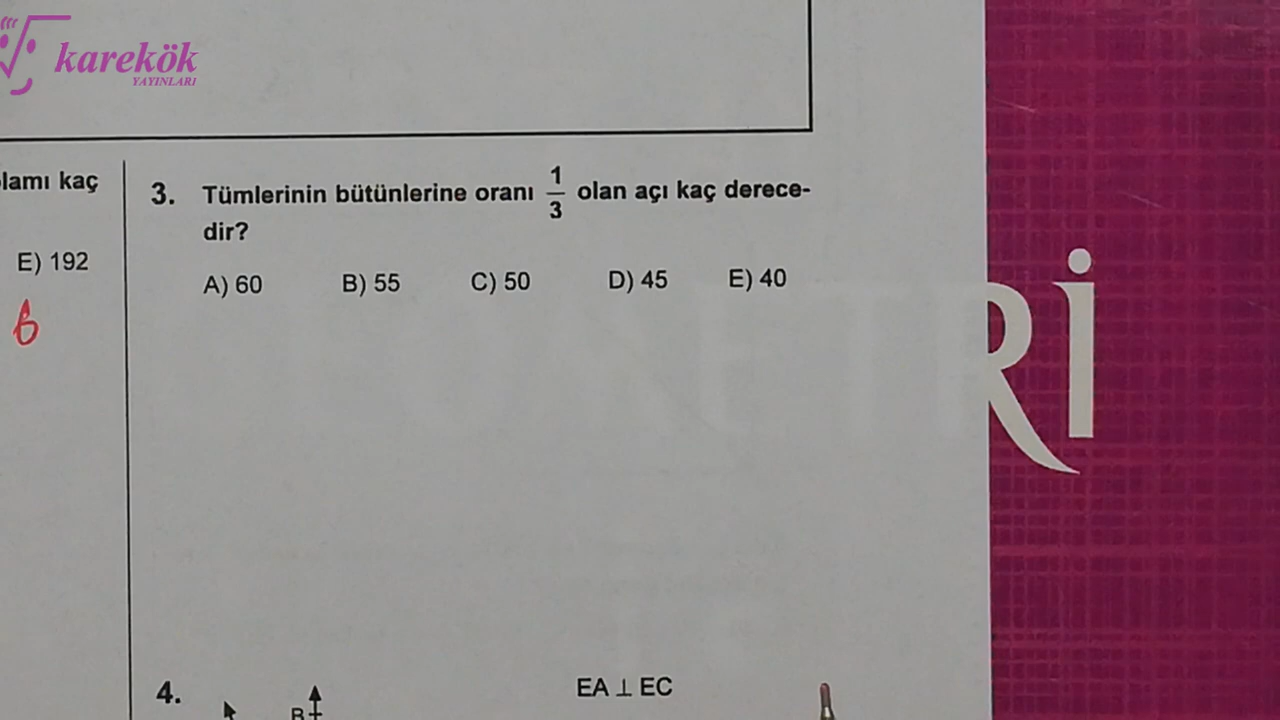 karekök
YAYINLARI
lamı kaç
E) 192
6
3. Tümlerinin bütünlerine oranı 1/3 olan açı kaç derece-
dir?
A) 60 B) 55 C) 50 D) 45 E) 40
Rİ
4.
B
EA ⊥ EC